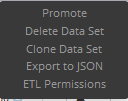 Promote
Delete Data Set
Clone Data Set
Export to JSON
ETL Permissions